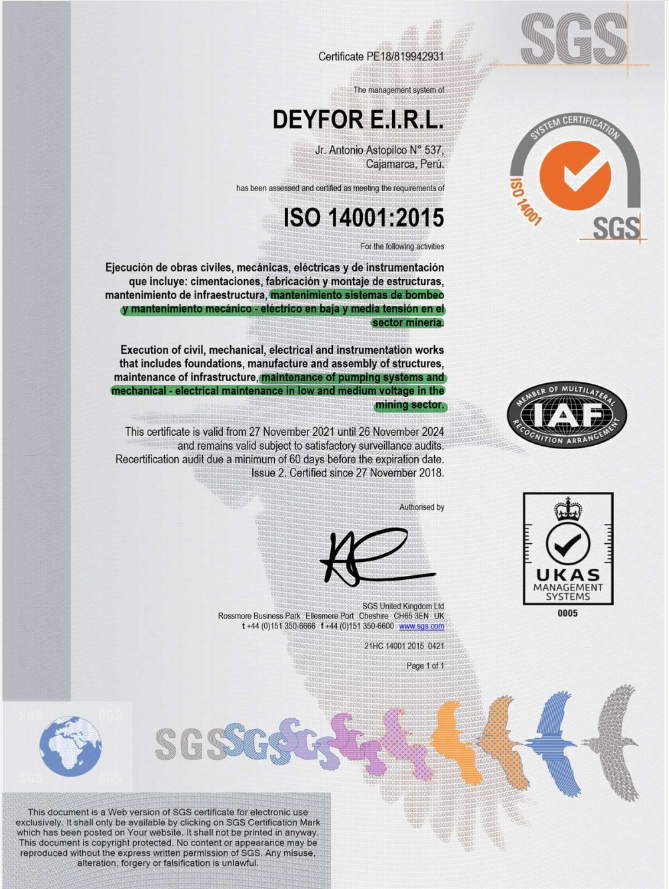 SGS
Certificate PE18/819942931
The management system of
DEYFOR E.I.R.L.
Jr. Antonio Astopilco N° 537,
Cajamarca, Perú.
has been assessed and certified as meeting the requirements of
ISO 14001:2015
For the following activities
Ejecución de obras civiles, mecánicas, eléctricas y de instrumentación
que incluye: cimentaciones, fabricación y montaje de estructuras,
mantenimiento de infraestructura, mantenimiento sistemas de bombeo
y mantenimiento mecánico - eléctrico en baja y media tensión en el
sector minería.
Execution of civil, mechanical, electrical and instrumentation works
that includes foundations, manufacture and assembly of structures,
maintenance of infrastructure, maintenance of pumping systems and
mechanical - electrical maintenance in low and medium voltage in the
mining sector.
This certificate is valid from 27 November 2021 until 26 November 2024
and remains valid subject to satisfactory surveillance audits.
Recertification audit due a minimum of 60 days before the expiration date.
Issue 2. Certified since 27 November 2018.
Authorised by
SGS United Kingdom Ltd
Rossmore Business Park Ellesmere Port Cheshire CH65 3EN UK
t +44 (0)151 350-6666 f +44 (0)151 350-6600 www.sgs.com
21HC 14001 2015 0421
Page 1 of 1
SYSTEM CERTIFICATION
ISO 14001
SGS
MEMBER OF MULTILATERAL
IAF
RECOGNITION ARRANGEMENT
UKAS
MANAGEMENT
SYSTEMS
0005
SGS SGS SGS SGS
This document is a Web version of SGS certificate for electronic use
exclusively. It shall only be available by clicking on SGS Certification Mark
which has been posted on Your website. It shall not be printed in anyway.
This document is copyright protected. No content or appearance may be
reproduced without the express written permission of SGS. Any misuse,
alteration, forgery or falsification is unlawful.